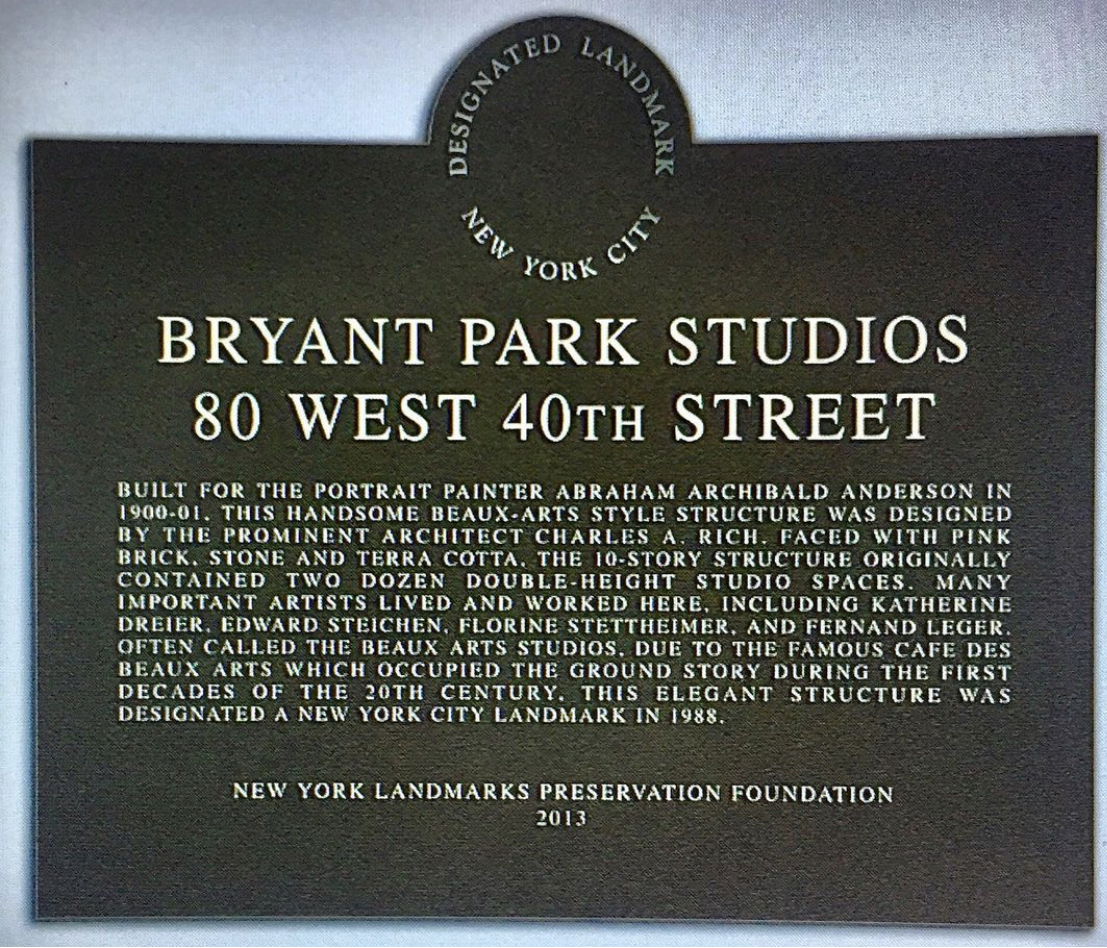 DESIGNATED LANDMARK
NEW YORK CITY
BRYANT PARK STUDIOS
80 WEST 40TH STREET
BUILT FOR THE PORTRAIT PAINTER ABRAHAM ARCHIBALD ANDERSON IN
1900-01. THIS HANDSOME BEAUX-ARTS STYLE STRUCTURE WAS DESIGNED
BY THE PROMINENT ARCHITECT CHARLES A. RICH. FACED WITH PINK
BRICK, STONE AND TERRA COTTA, THE 10-STORY STRUCTURE ORIGINALLY
CONTAINED TWO DOZEN DOUBLE-HEIGHT STUDIO SPACES. MANY
IMPORTANT ARTISTS LIVED AND WORKED HERE, INCLUDING KATHERINE
DREIER, EDWARD STEICHEN, FLORINE STETTHEIMER, AND FERNAND LEGER.
OFTEN CALLED THE BEAUX ARTS STUDIOS, DUE TO THE FAMOUS CAFE DES
BEAUX ARTS WHICH OCCUPIED THE GROUND STORY DURING THE FIRST
DECADES OF THE 20TH CENTURY, THIS ELEGANT STRUCTURE WAS
DESIGNATED A NEW YORK CITY LANDMARK IN 1988.
NEW YORK LANDMARKS PRESERVATION FOUNDATION
2013